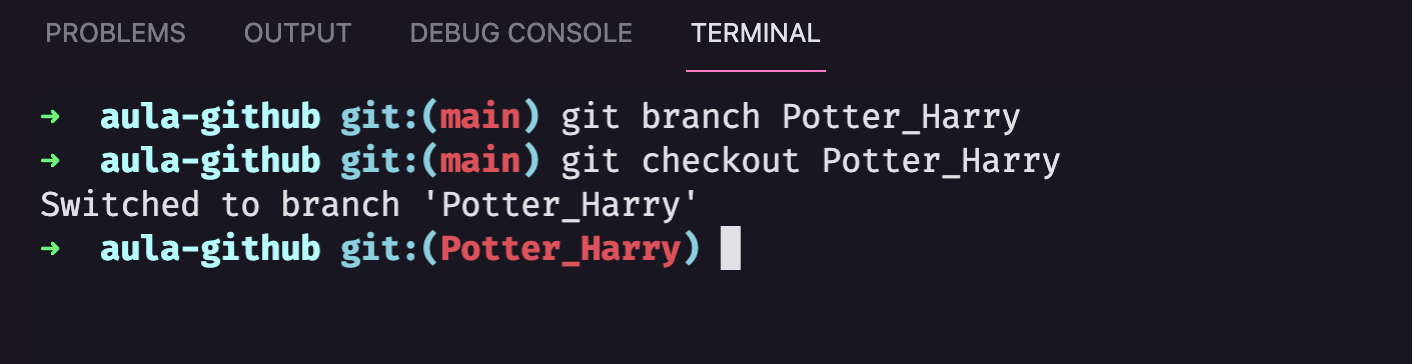 PROBLEMS OUTPUT DEBUG CONSOLE TERMINAL
➜ aula-github git:(main) git branch Potter_Harry
➜ aula-github git:(main) git checkout Potter_Harry
Switched to branch 'Potter_Harry'
➜ aula-github git:(Potter_Harry)